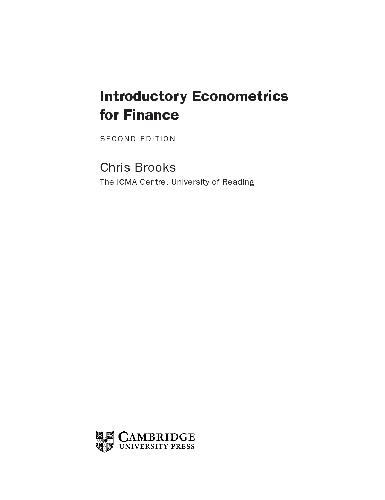 Introductory Econometrics
for Finance
SECOND EDITION
Chris Brooks
The ICMA Centre, University of Reading
CAMBRIDGE
UNIVERSITY PRESS